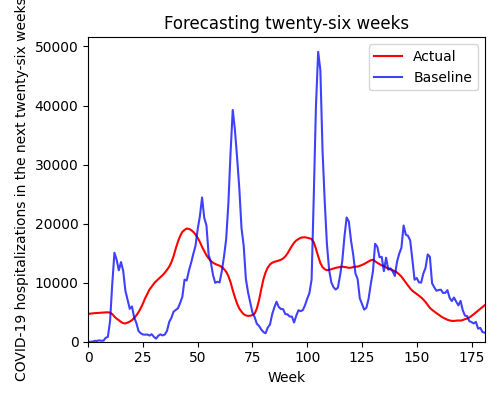 Forecasting twenty-six weeks
COVID-19 hospitalizations in the next twenty-six weeks
50000
40000
30000
20000
10000
0
Actual
Baseline
0 25 50 75 100 125 150 175
Week